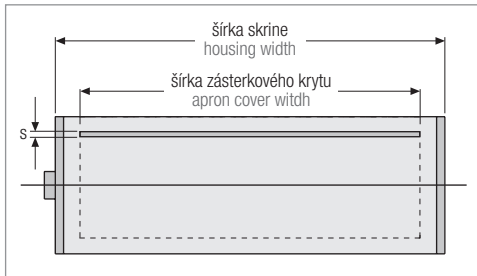 šírka skrine
housing width
šírka zásterkového krytu
apron cover witdh
s